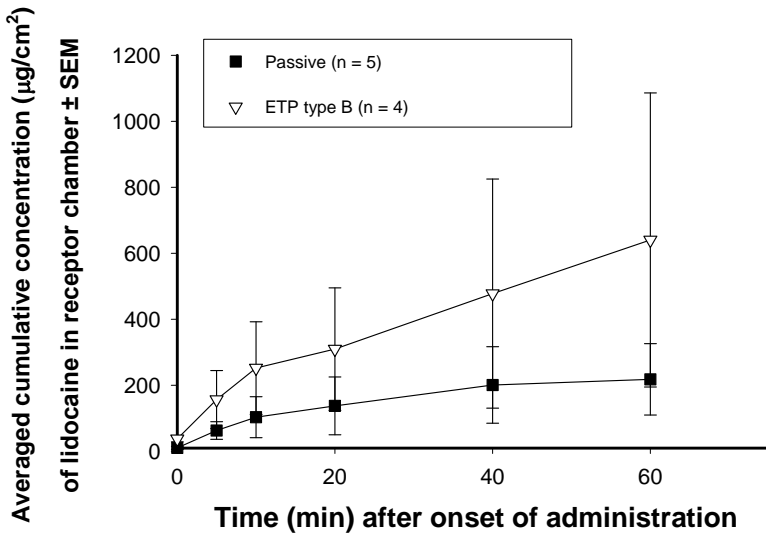 Averaged cumulative concentration (μg/cm²)
of lidocaine in receptor chamber ± SEM
1200
1000
800
600
400
200
0
Passive (n = 5)
ETP type B (n = 4)
0 20 40 60
Time (min) after onset of administration